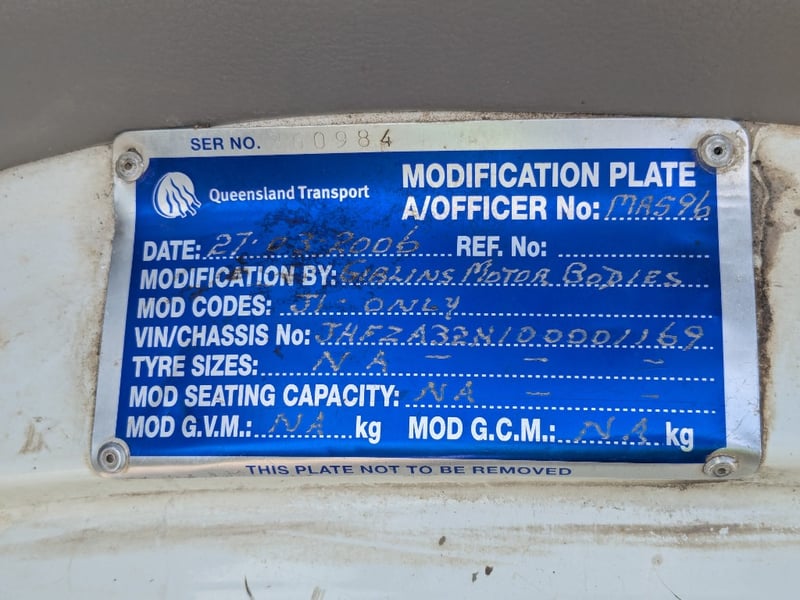 SER NO. 60984
Queensland Transport
MODIFICATION PLATE
A/OFFICER No: MA596
DATE: 27.03.2006 REF. No:
MODIFICATION BY: GIBLINS MOTOR BODIES
MOD CODES: J1 - ONLY
VIN/CHASSIS No: JHFZA32H100001169
TYRE SIZES: NA - - -
MOD SEATING CAPACITY: NA - - -
MOD G.V.M.: NA kg MOD G.C.M.: NA kg
THIS PLATE NOT TO BE REMOVED